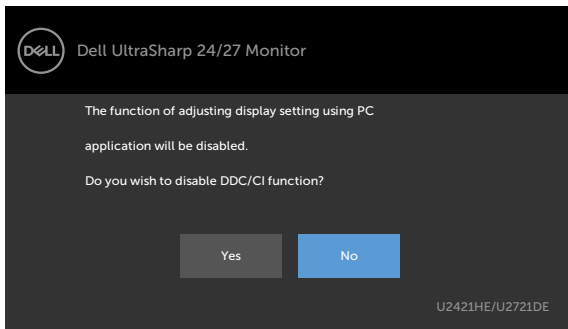 DELL
Dell UltraSharp 24/27 Monitor
The function of adjusting display setting using PC
application will be disabled.
Do you wish to disable DDC/CI function?
Yes No
U2421HE/U2721DE